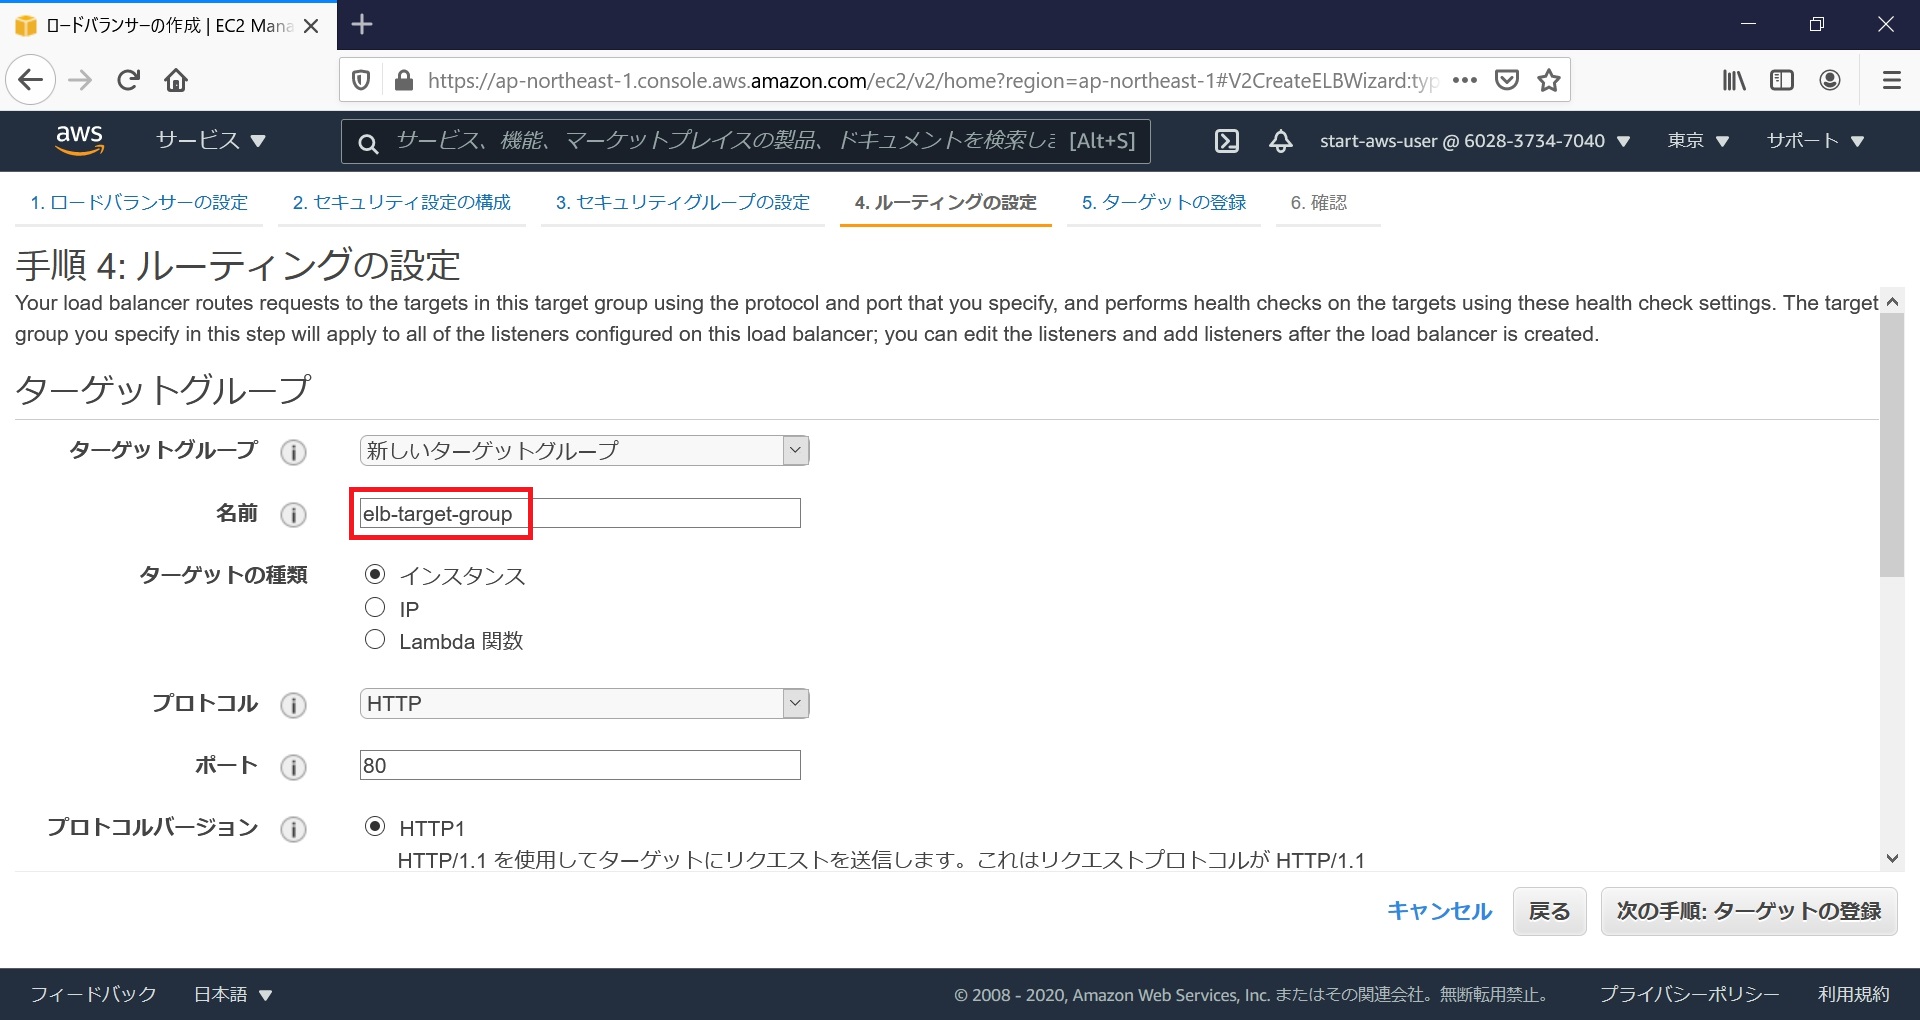 ロードバランサーの作成 | EC2 Mana
https://ap-northeast-1.console.aws.amazon.com/ec2/v2/home?region=ap-northeast-1#V2CreateELBWizard:typ
aws
サービス
サービス、機能、マーケットプレイスの製品、ドキュメントを検索しま [Alt+S]
start-aws-user @ 6028-3734-7040
東京
サポート
1. ロードバランサーの設定
2. セキュリティ設定の構成
3. セキュリティグループの設定
4. ルーティングの設定
5. ターゲットの登録
6. 確認
手順 4: ルーティングの設定
Your load balancer routes requests to the targets in this target group using the protocol and port that you specify, and performs health checks on the targets using these health check settings. The target
group you specify in this step will apply to all of the listeners configured on this load balancer; you can edit the listeners and add listeners after the load balancer is created.
ターゲットグループ
ターゲットグループ
新しいターゲットグループ
名前
elb-target-group
ターゲットの種類
インスタンス
IP
Lambda 関数
プロトコル
HTTP
ポート
80
プロトコルバージョン
HTTP1
HTTP/1.1 を使用してターゲットにリクエストを送信します。これはリクエストプロトコルが HTTP/1.1
キャンセル
戻る
次の手順: ターゲットの登録
フィードバック
日本語
© 2008 - 2020, Amazon Web Services, Inc. またはその関連会社。無断転用禁止。
プライバシーポリシー
利用規約